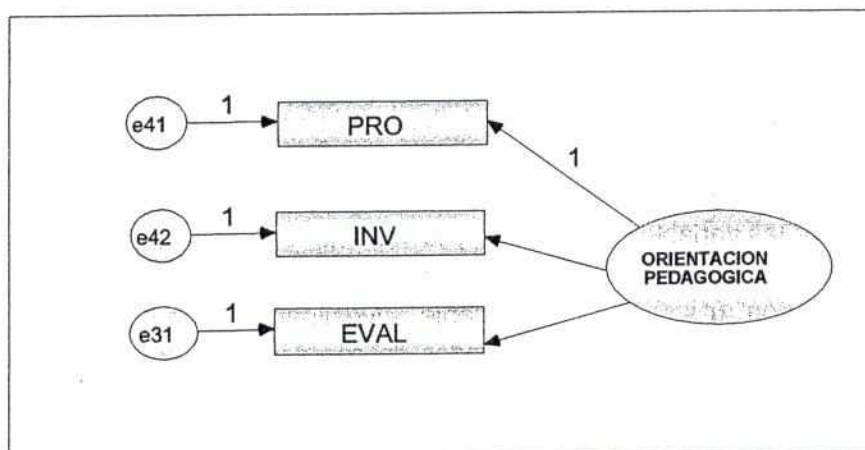 e41
1
PRO
1
e42
1
INV
ORIENTACION
PEDAGOGICA
e31
1
EVAL